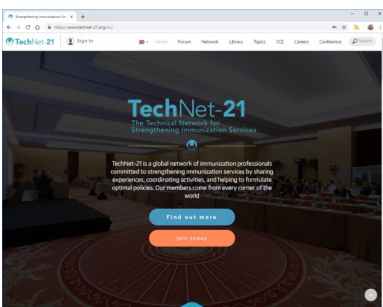 Strengthening Immunization Se
https://www.technet-21.org/en/
TechNet-21
Sign In
Home
Forum
Network
Library
Topics
Careers
Conference
Search
TechNet-21
The Technical Network for
Strengthening Immunization Services
TechNet-21 is a global network of immunization professionals
committed to strengthening immunization services by sharing
experiences, coordinating activities, and helping to formulate
optimal policies. Our members come from every corner of the
world
Find out more
Join today